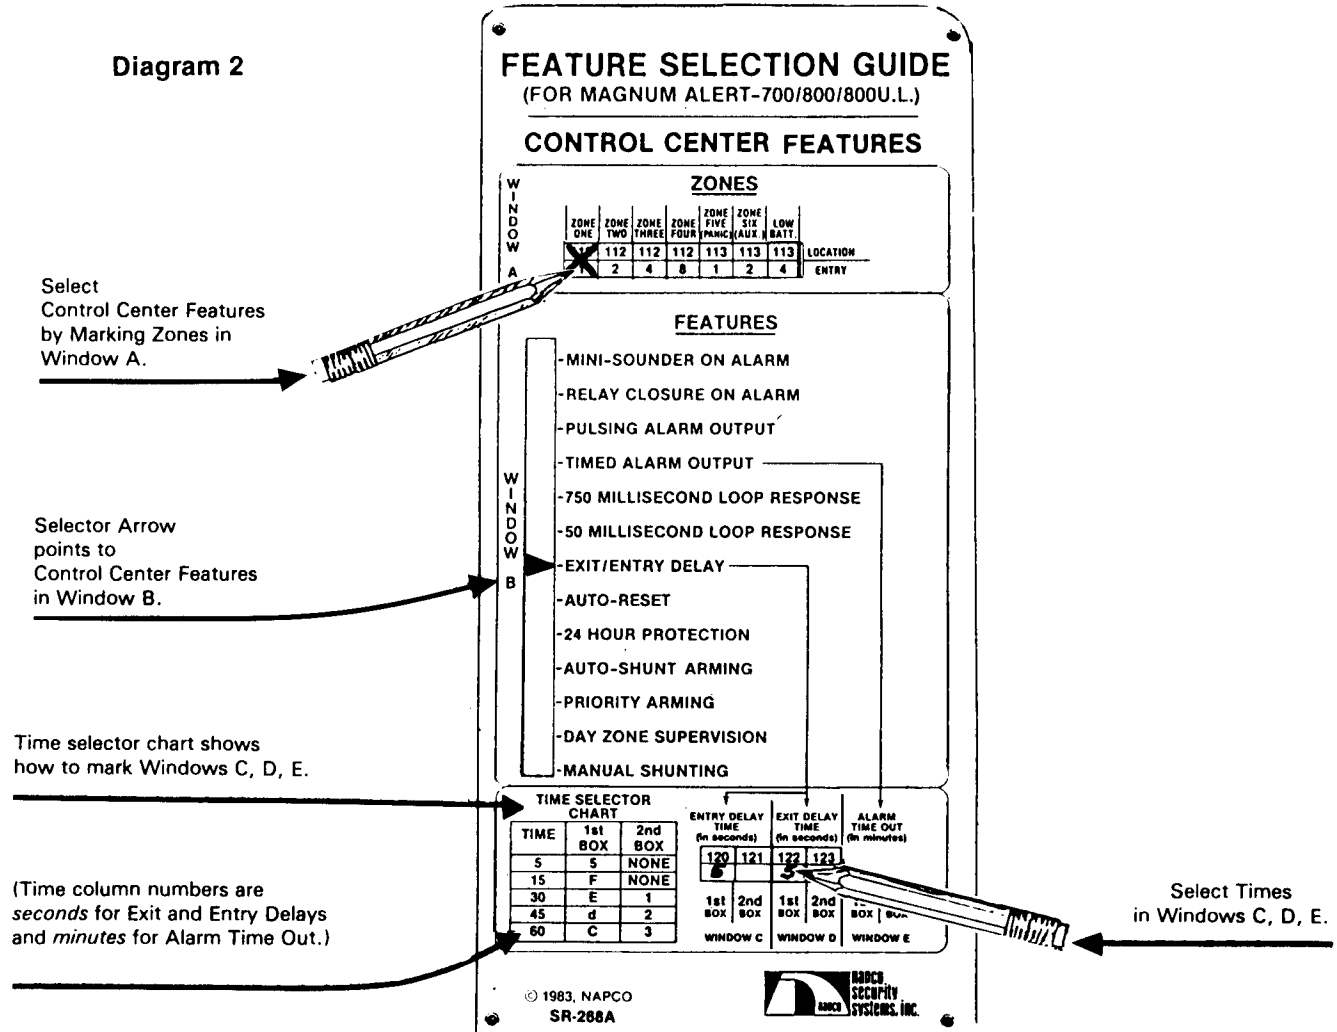 Diagram 2
FEATURE SELECTION GUIDE
(FOR MAGNUM ALERT-700/800/800U.L.)
CONTROL CENTER FEATURES
WINDOW A
ZONES
ZONE ONE ZONE TWO ZONE THREE ZONE FOUR ZONE FIVE (PANIC) ZONE SIX (AUX.) LOW BATT.
112 112 112 113 113 113 LOCATION
1 2 4 8 1 2 4 ENTRY
Select
Control Center Features
by Marking Zones in
Window A.
FEATURES
WINDOW B
-MINI-SOUNDER ON ALARM
-RELAY CLOSURE ON ALARM
-PULSING ALARM OUTPUT
-TIMED ALARM OUTPUT
-750 MILLISECOND LOOP RESPONSE
-50 MILLISECOND LOOP RESPONSE
-EXIT/ENTRY DELAY
-AUTO-RESET
-24 HOUR PROTECTION
-AUTO-SHUNT ARMING
-PRIORITY ARMING
-DAY ZONE SUPERVISION
-MANUAL SHUNTING
Selector Arrow
points to
Control Center Features
in Window B.
Time selector chart shows
how to mark Windows C, D, E.
(Time column numbers are
seconds for Exit and Entry Delays
and minutes for Alarm Time Out.)
TIME SELECTOR
CHART
TIME 1st BOX 2nd BOX
5 5 NONE
15 F NONE
30 E 1
45 d 2
60 C 3
ENTRY DELAY TIME (in seconds) EXIT DELAY TIME (in seconds) ALARM TIME OUT (in minutes)
120 121 122 123
5 5
1st BOX 2nd BOX 1st BOX 2nd BOX BOX BOX
WINDOW C WINDOW D WINDOW E
Select Times
in Windows C, D, E.
© 1983, NAPCO
SR-268A
napco
napco
security
systems, inc.